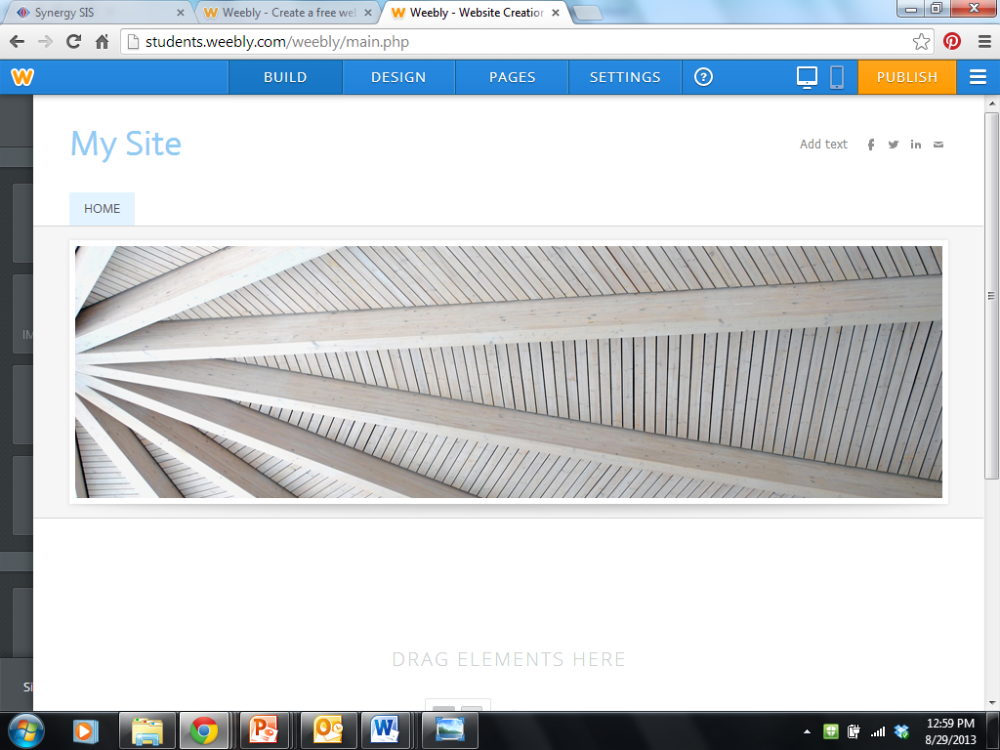 Synergy SIS
Weebly - Create a free we
Weebly - Website Creation
students.weebly.com/weebly/main.php
BUILD
DESIGN
PAGES
SETTINGS
?
PUBLISH
My Site
Add text
HOME
IM
DRAG ELEMENTS HERE
Si
12:59 PM
8/29/2013